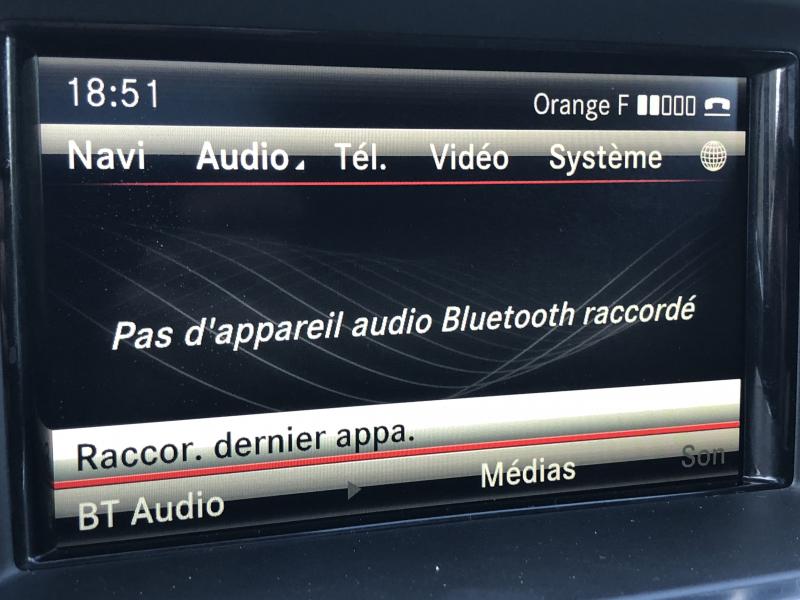 18:51 Orange F
Navi Audio Tél. Vidéo Système
Pas d'appareil audio Bluetooth raccordé
Raccor. dernier appa.
BT Audio Médias Son